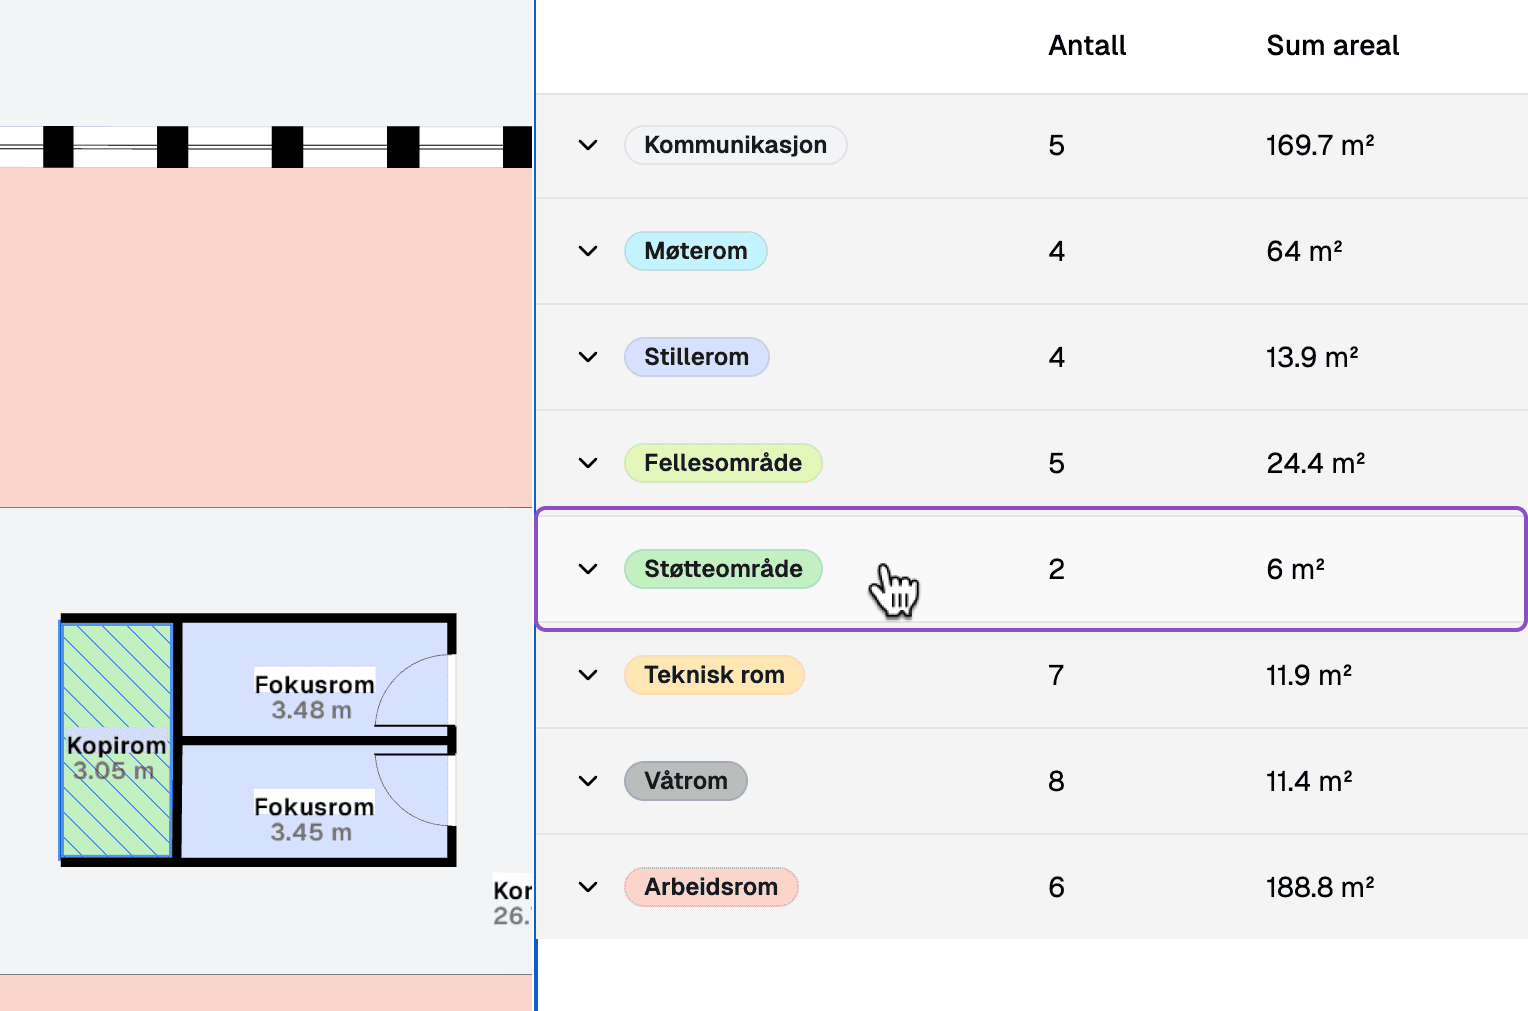 Antall Sum areal
Kommunikasjon 5 169.7 m²
Møterom 4 64 m²
Stillerom 4 13.9 m²
Fellesområde 5 24.4 m²
Støtteområde 2 6 m²
Teknisk rom 7 11.9 m²
Våtrom 8 11.4 m²
Arbeidsrom 6 188.8 m²
Fokusrom
3.48 m
Kopirom
3.05 m
Fokusrom
3.45 m
Kor
26.